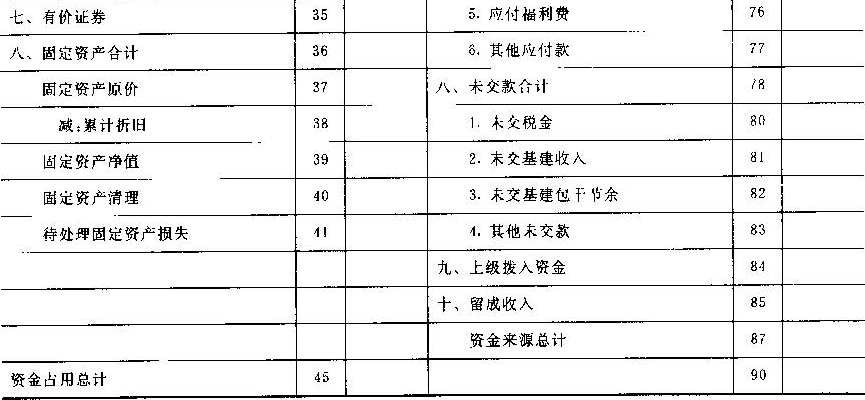 七、有价证券 35 5. 应付福利费 76
八、固定资产合计 36 6. 其他应付款 77
固定资产原价 37 八、未交款合计 78
减:累计折旧 38 1. 未交税金 80
固定资产净值 39 2. 未交基建收入 81
固定资产清理 40 3. 未交基建包干节余 82
待处理固定资产损失 41 4. 其他未交款 83
九、上级拨入资金 84
十、留成收入 85
资金来源总计 87
资金占用总计 45 90